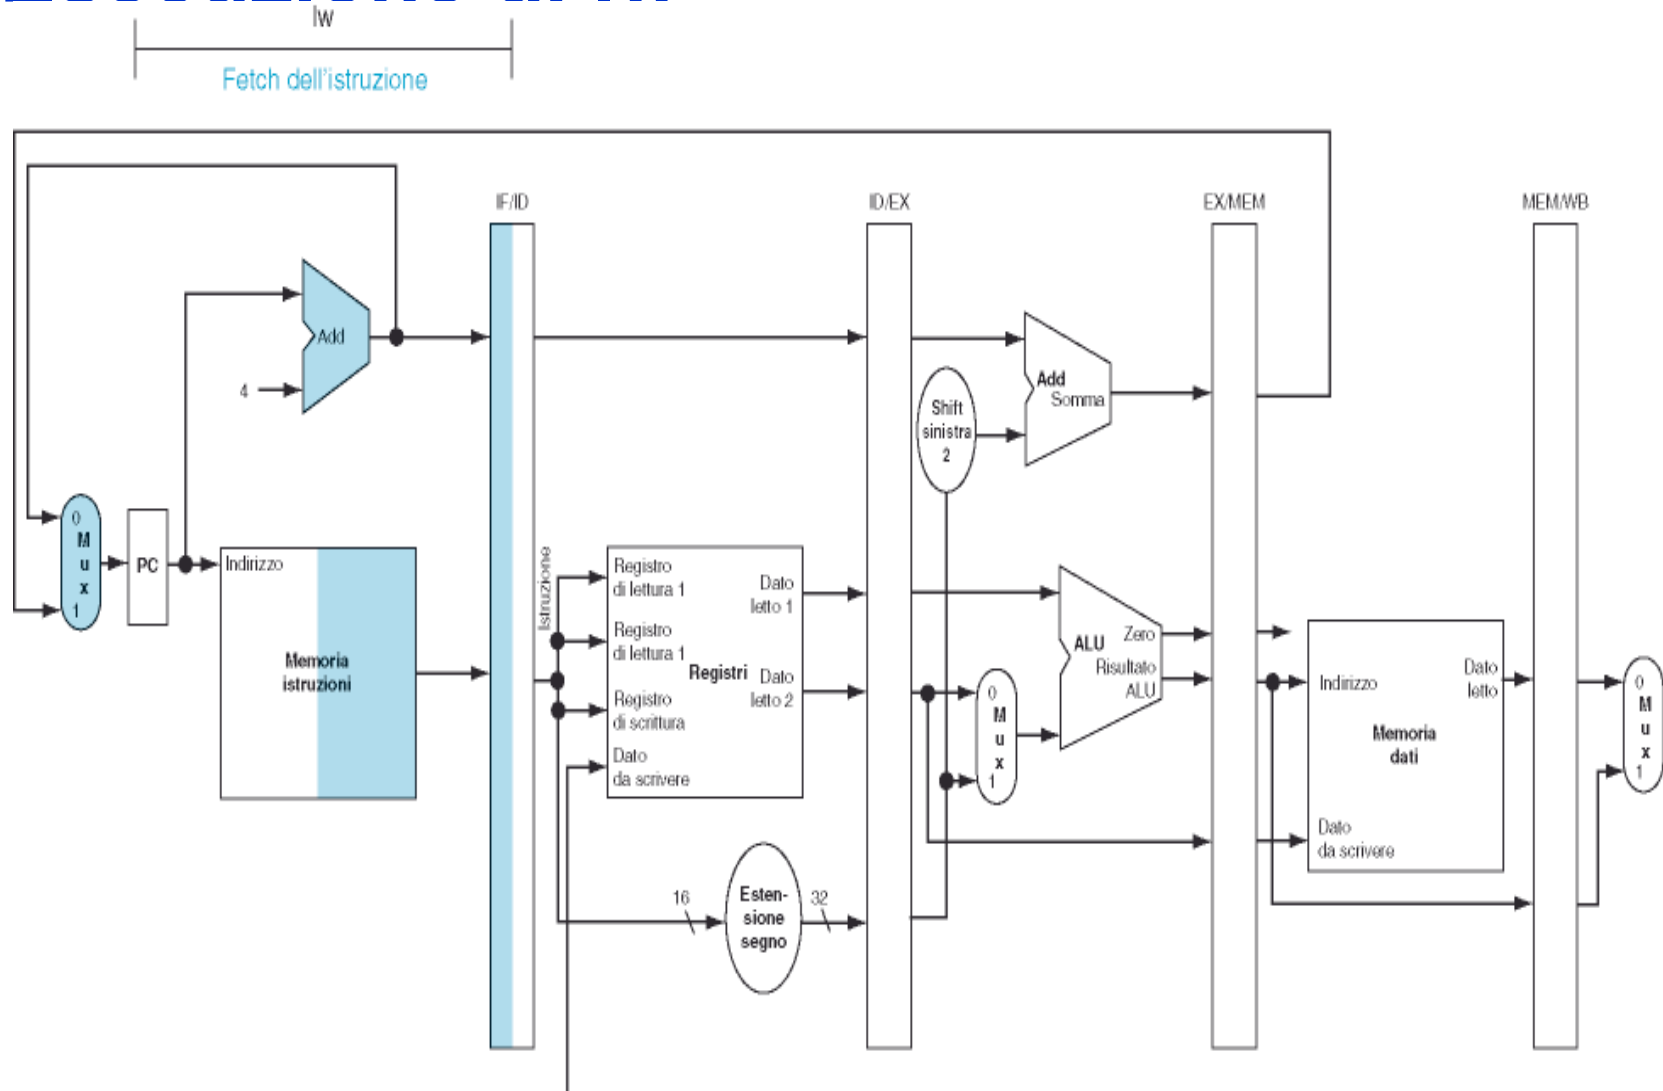 lw
Fetch dell'istruzione
IF/ID
ID/EX
EX/MEM
MEM/WB
Add
4
Add
Somma
Shift
sinistra
2
0
M
u
x
1
PC
Indirizzo
Memoria
istruzioni
Istruzione
Registro
di lettura 1
Registro
di lettura 1
Registro
di scrittura
Dato
da scrivere
Registri
Dato
letto 1
Dato
letto 2
16
Esten-
sione
segno
32
0
M
u
x
1
ALU
Zero
Risultato
ALU
Indirizzo
Dato
letto
Memoria
dati
Dato
da scrivere
0
M
u
x
1